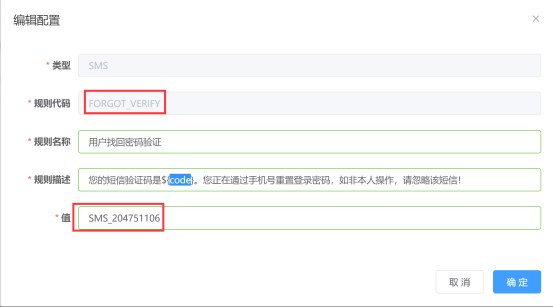 编辑配置
×
* 类型 SMS
* 规则代码 FORGOT_VERIFY
* 规则名称 用户找回密码验证
* 规则描述 您的短信验证码是${code}。您正在通过手机号重置登录密码，如非本人操作，请忽略该短信！
* 值 SMS_204751106
取 消 确 定